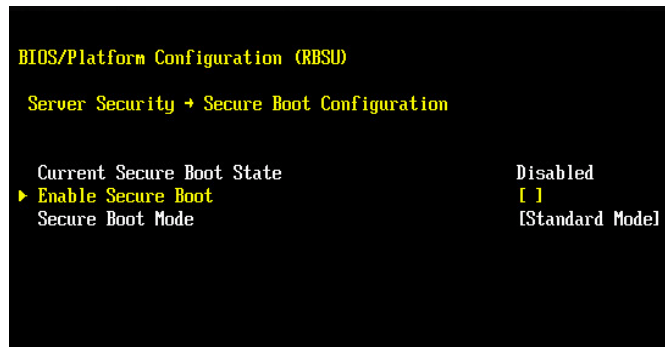 BIOS/Platform Configuration (RBSU)
Server Security → Secure Boot Configuration
Current Secure Boot State Disabled
Enable Secure Boot [ ]
Secure Boot Mode [Standard Mode]